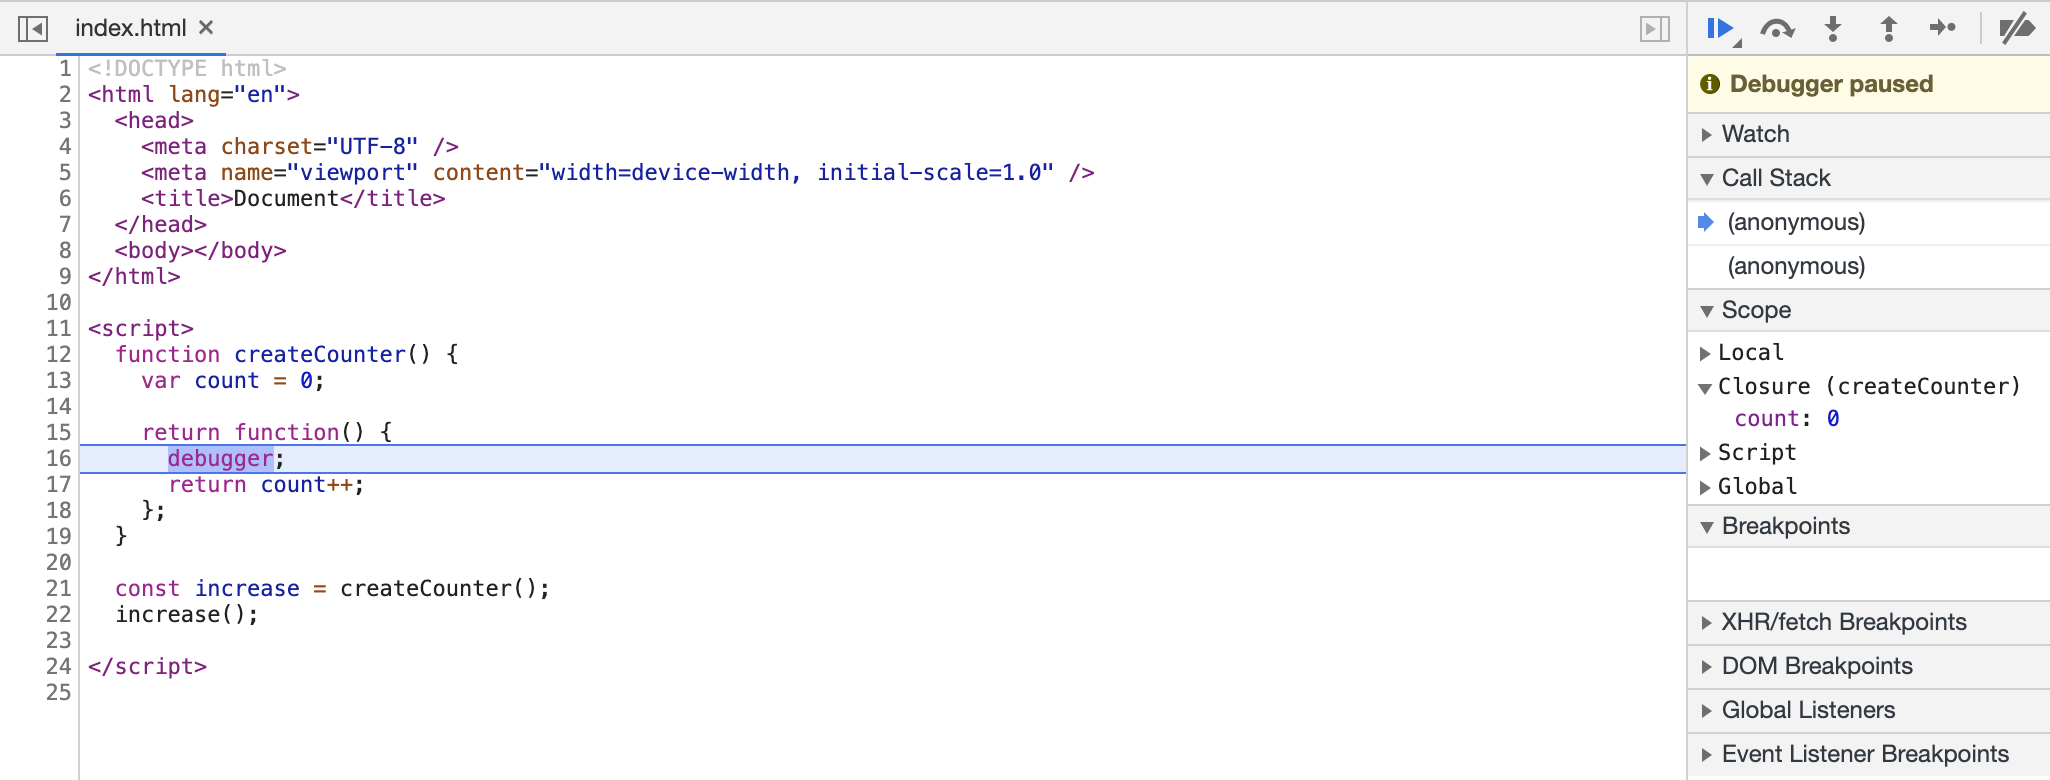 index.html ×
1 <!DOCTYPE html>
2 <html lang="en">
3   <head>
4     <meta charset="UTF-8" />
5     <meta name="viewport" content="width=device-width, initial-scale=1.0" />
6     <title>Document</title>
7   </head>
8   <body></body>
9 </html>
10
11 <script>
12   function createCounter() {
13     var count = 0;
14
15     return function() {
16       debugger;
17       return count++;
18     };
19   }
20
21   const increase = createCounter();
22   increase();
23
24 </script>
25
Debugger paused
Watch
Call Stack
(anonymous)
(anonymous)
Scope
Local
Closure (createCounter)
count: 0
Script
Global
Breakpoints
XHR/fetch Breakpoints
DOM Breakpoints
Global Listeners
Event Listener Breakpoints